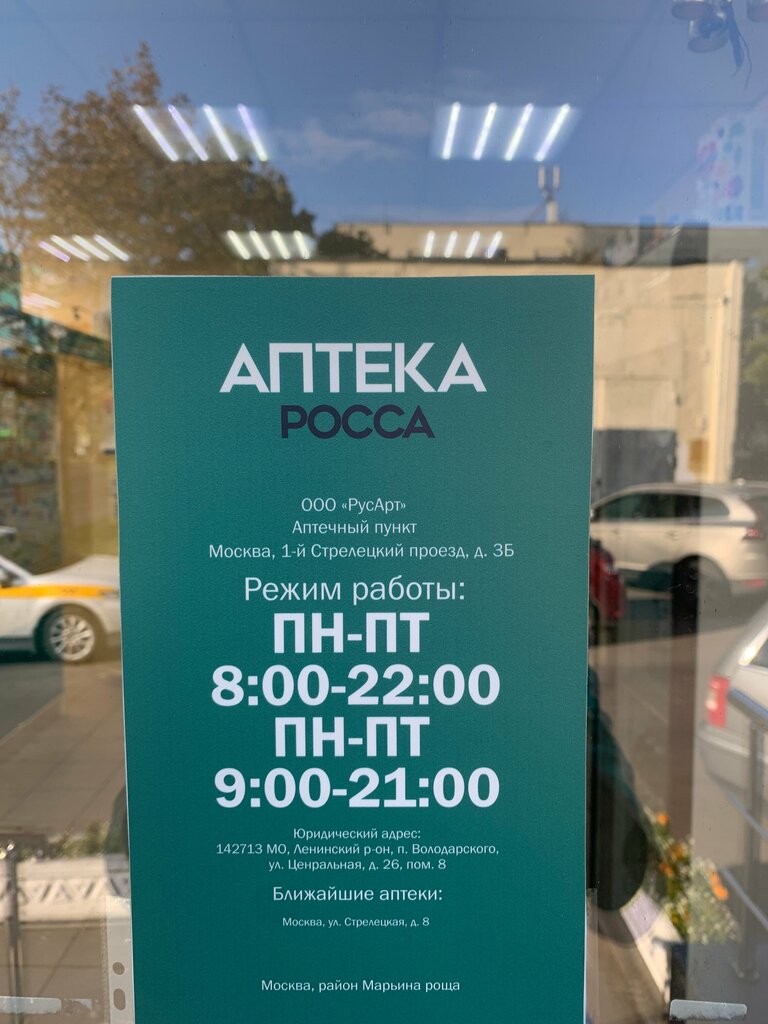 АПТЕКА
РОССА
ООО «РусАрт»
Аптечный пункт
Москва, 1-й Стрелецкий проезд, д. 3Б
Режим работы:
ПН-ПТ
8:00-22:00
ПН-ПТ
9:00-21:00
Юридический адрес:
142713 МО, Ленинский р-он, п. Володарского,
ул. Ценральная, д. 26, пом. 8
Ближайшие аптеки:
Москва, ул. Стрелецкая, д. 8
Москва, район Марьина роща